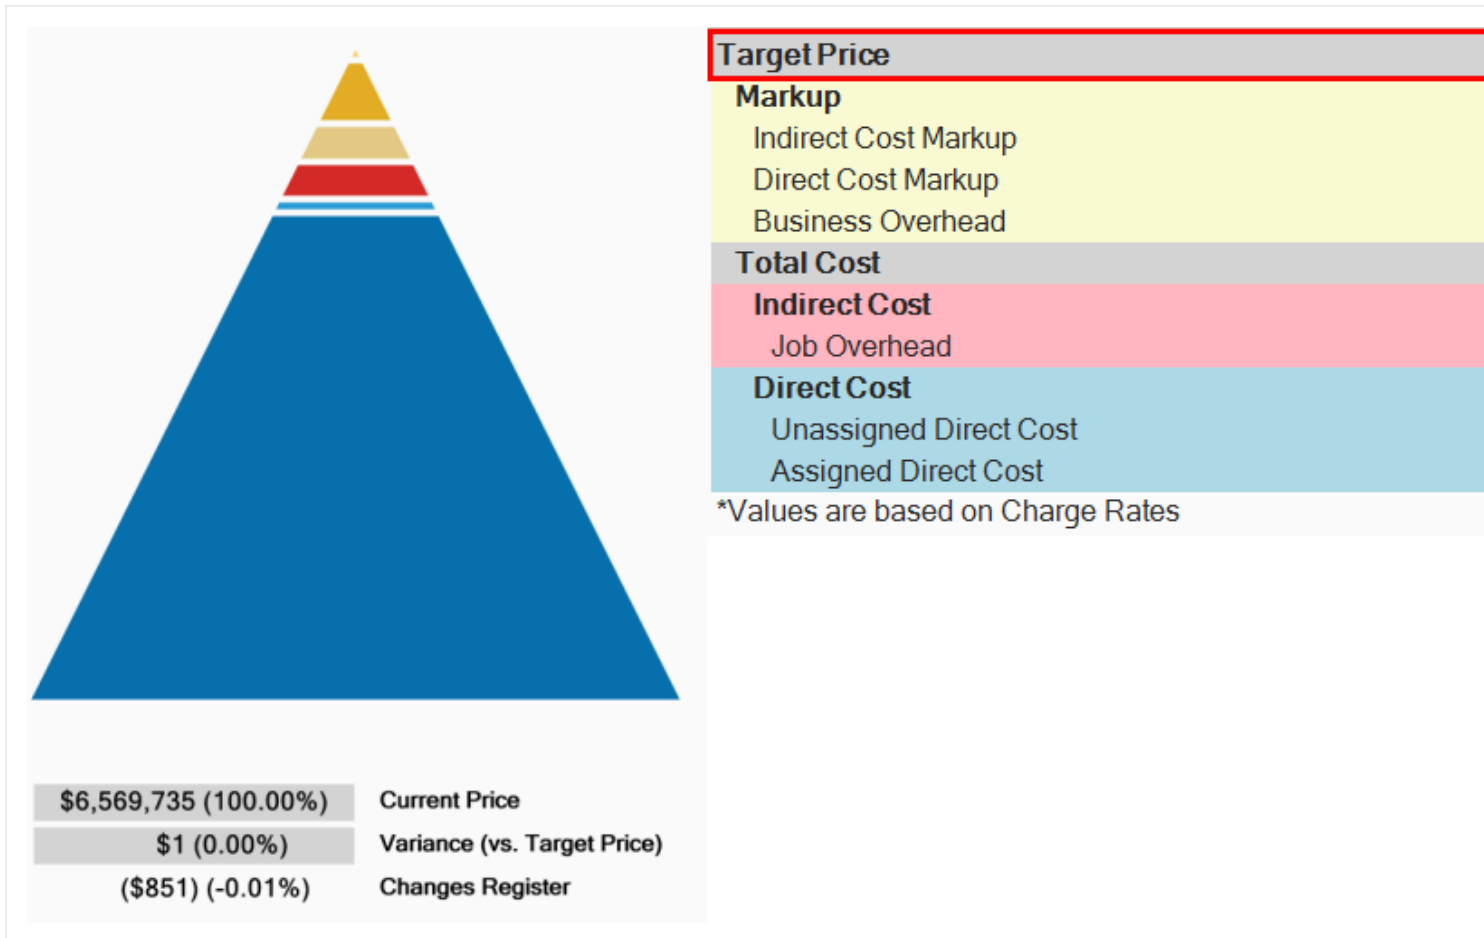 Target Price
Markup
Indirect Cost Markup
Direct Cost Markup
Business Overhead
Total Cost
Indirect Cost
Job Overhead
Direct Cost
Unassigned Direct Cost
Assigned Direct Cost
*Values are based on Charge Rates
$6,569,735 (100.00%) Current Price
$1 (0.00%) Variance (vs. Target Price)
($851) (-0.01%) Changes Register